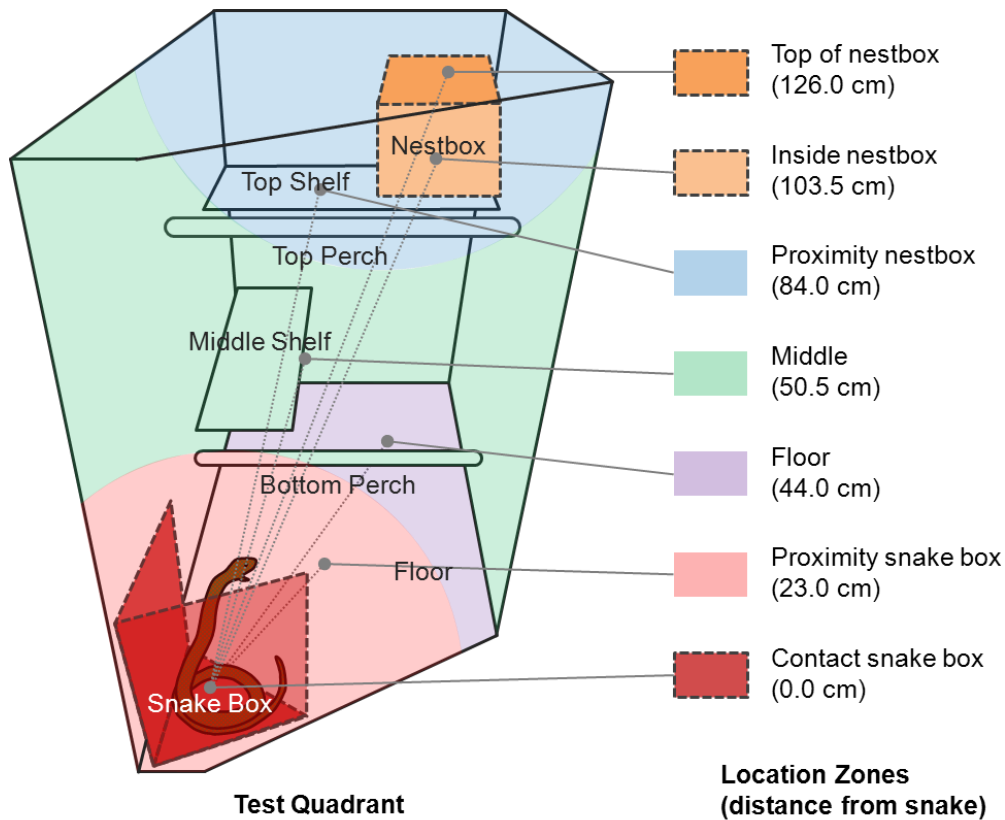 Nestbox
Top Shelf
Top Perch
Middle Shelf
Bottom Perch
Floor
Snake Box
Test Quadrant
Top of nestbox
(126.0 cm)
Inside nestbox
(103.5 cm)
Proximity nestbox
(84.0 cm)
Middle
(50.5 cm)
Floor
(44.0 cm)
Proximity snake box
(23.0 cm)
Contact snake box
(0.0 cm)
Location Zones
(distance from snake)